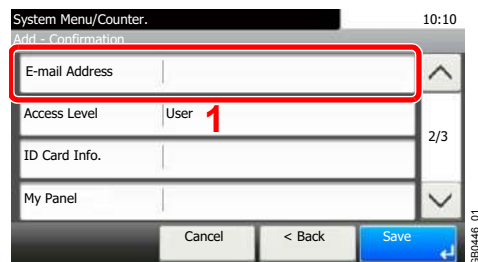 System Menu/Counter. 10:10
Add - Confirmation
E-mail Address
Access Level User 1
2/3
ID Card Info.
My Panel
Cancel < Back Save
GB0446_01